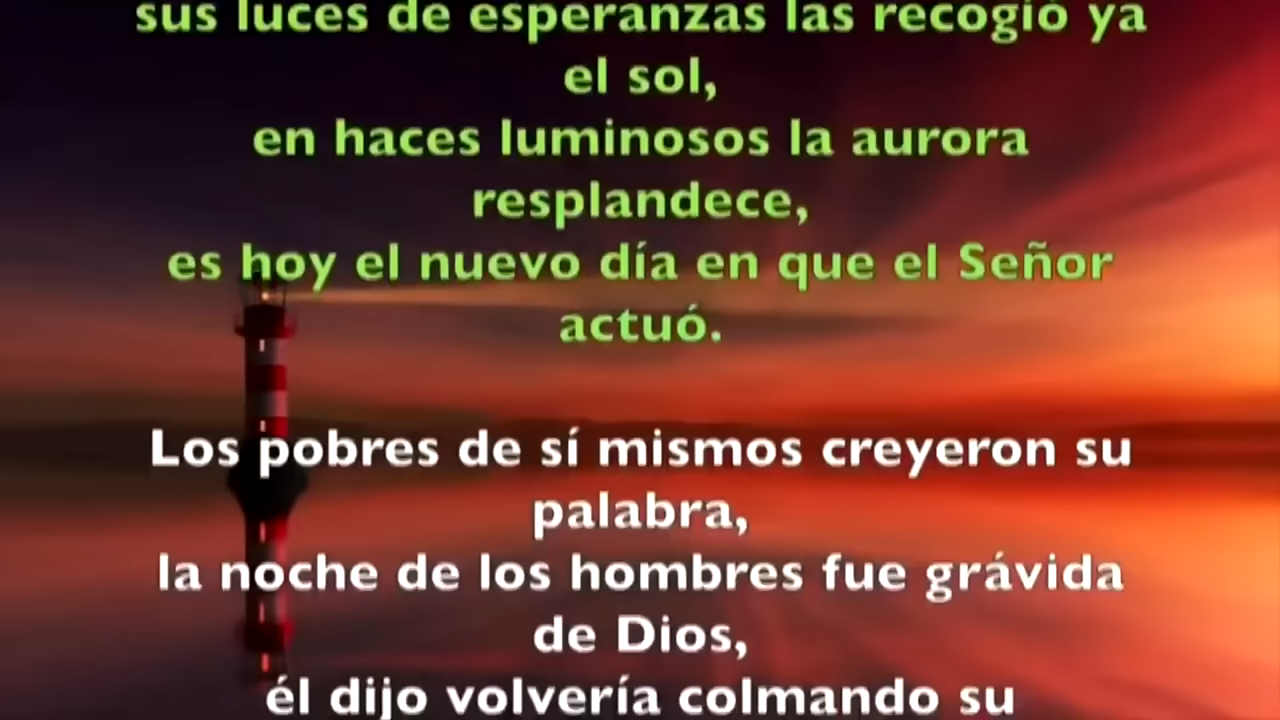 sus luces de esperanzas las recogió ya
el sol,
en haces luminosos la aurora
resplandece,
es hoy el nuevo día en que el Señor
actuó.
Los pobres de sí mismos creyeron su
palabra,
la noche de los hombres fue grávida
de Dios,
él dijo volvería colmando su